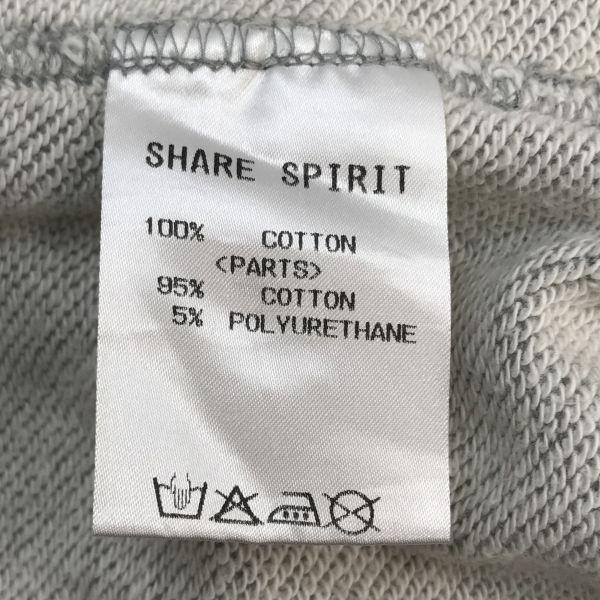 SHARE SPIRIT
100% COTTON
<PARTS>
95% COTTON
5% POLYURETHANE